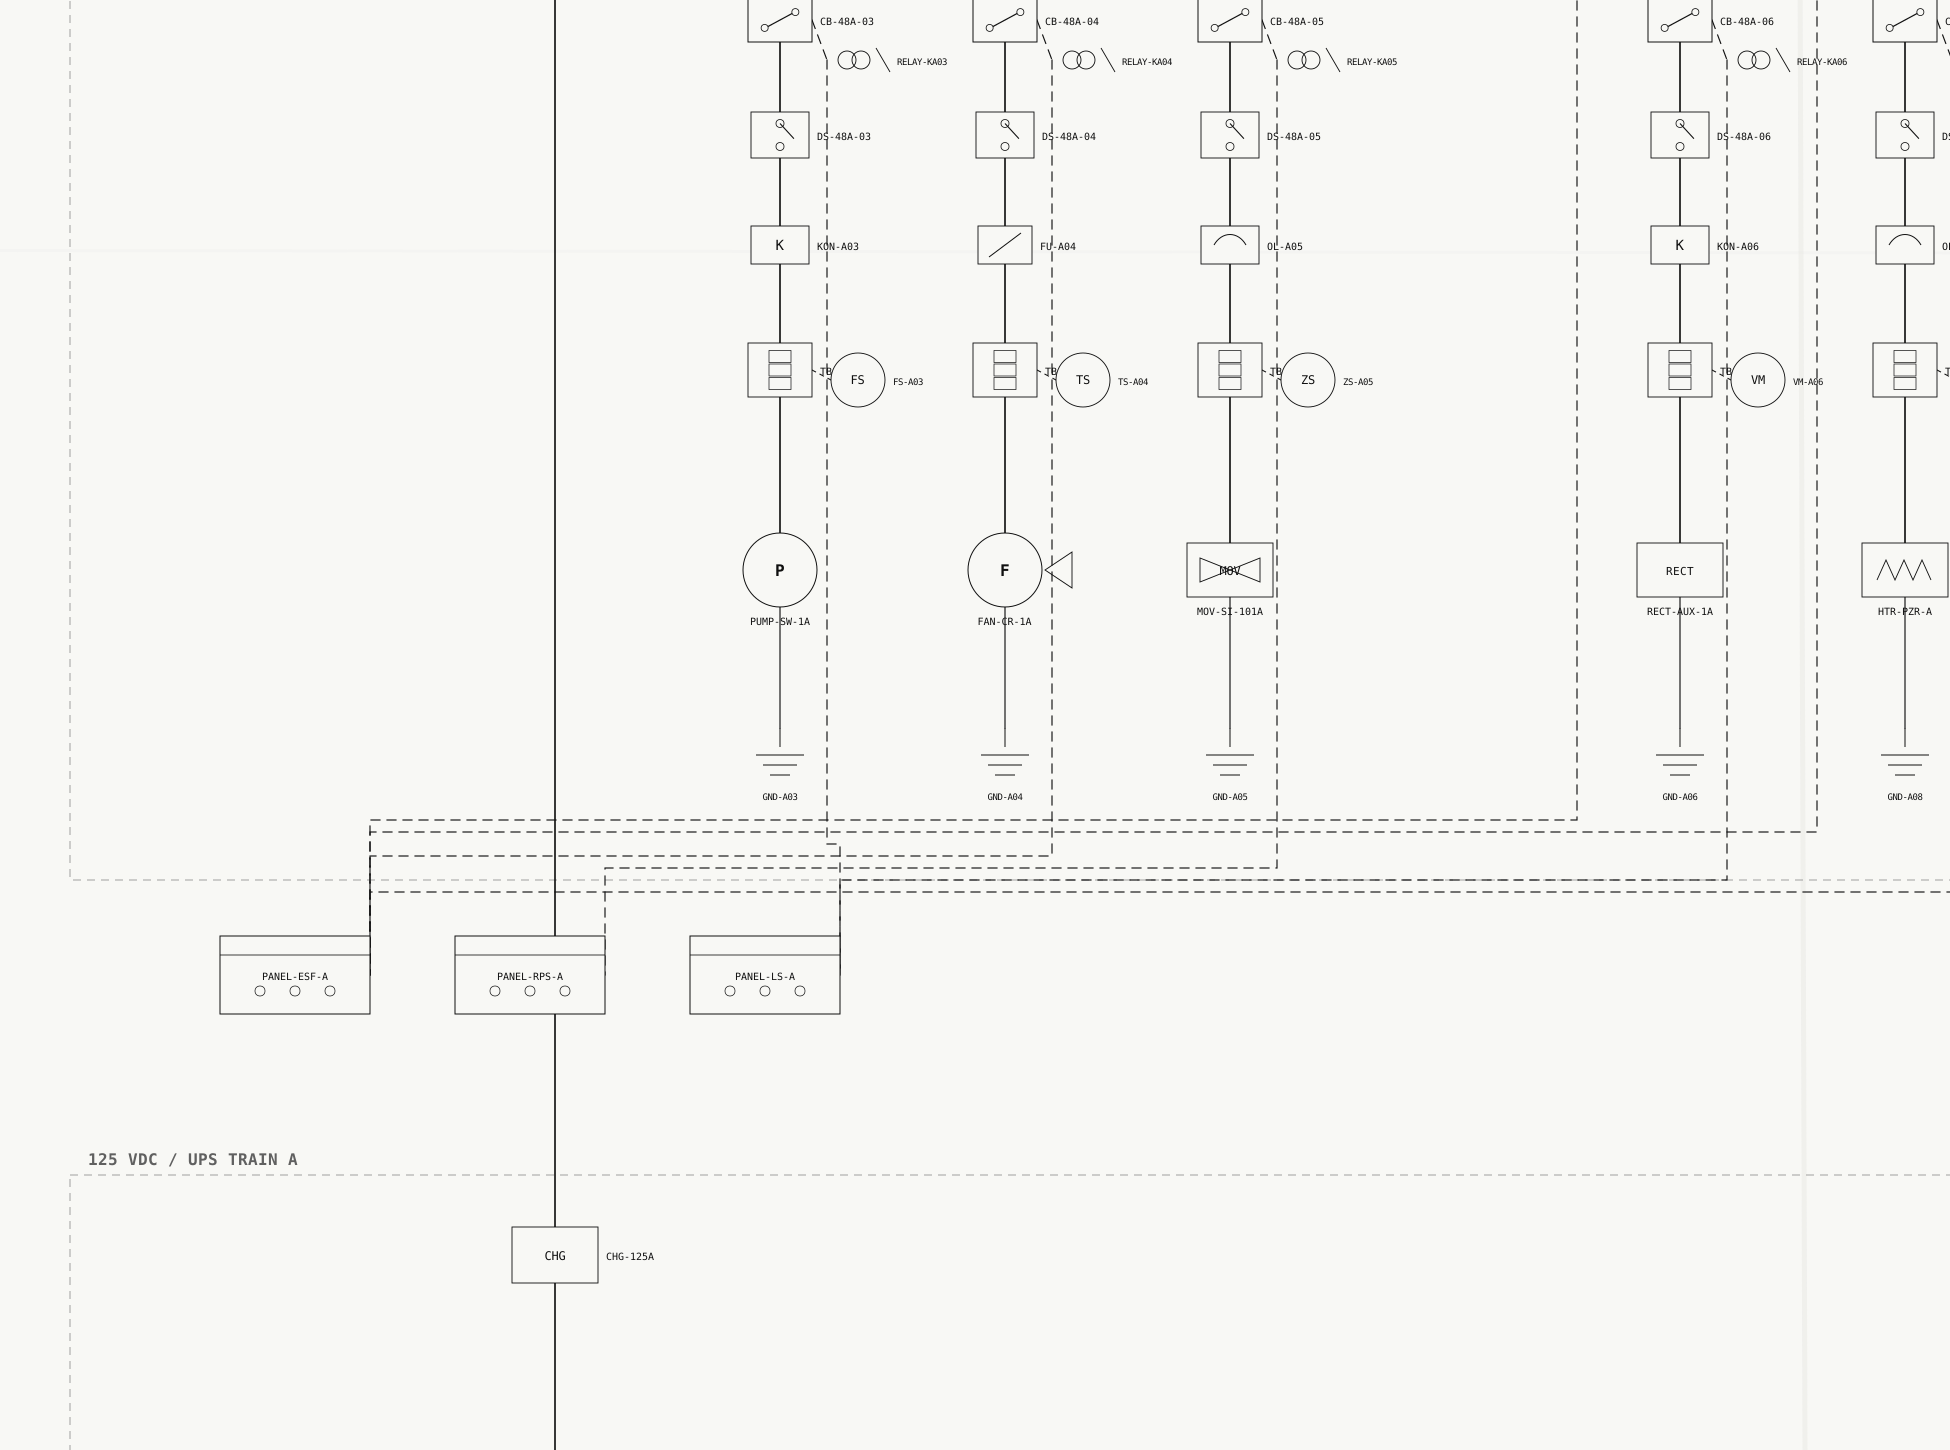 CB-48A-03
CB-48A-04
CB-48A-05
CB-48A-06
RELAY-KA03
RELAY-KA04
RELAY-KA05
RELAY-KA06
DS-48A-03
DS-48A-04
DS-48A-05
DS-48A-06
K
KON-A03
FU-A04
OL-A05
K
KON-A06
TB
FS
FS-A03
TB
TS
TS-A04
TB
ZS
ZS-A05
TB
VM
VM-A06
P
F
MOV
RECT
PUMP-SW-1A
FAN-CR-1A
MOV-SI-101A
RECT-AUX-1A
HTR-PZR-A
GND-A03
GND-A04
GND-A05
GND-A06
GND-A08
PANEL-ESF-A
PANEL-RPS-A
PANEL-LS-A
125 VDC / UPS TRAIN A
CHG
CHG-125A